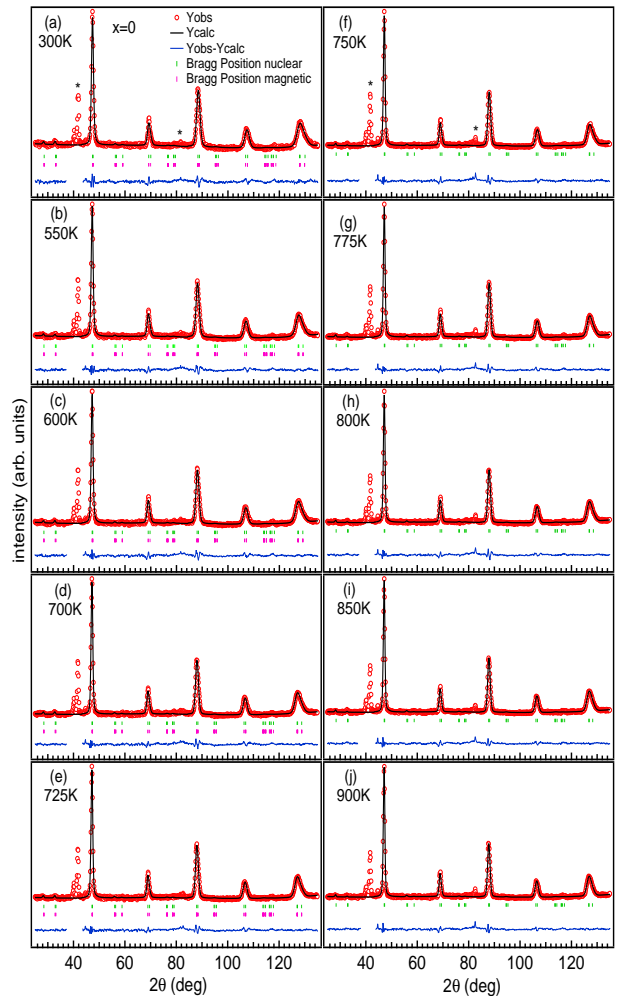 (a)
300K
x=0
Yobs
Ycalc
Yobs-Ycalc
Bragg Position nuclear
Bragg Position magnetic
*
*
(b)
550K
(c)
600K
(d)
700K
(e)
725K
(f)
750K
*
*
(g)
775K
(h)
800K
(i)
850K
(j)
900K
intensity (arb. units)
40 60 80 100 120
2θ (deg)
40 60 80 100 120
2θ (deg)